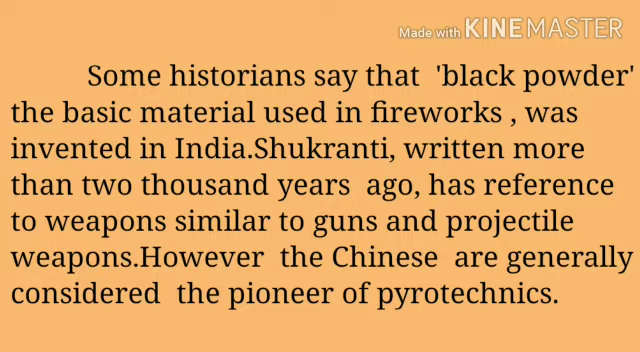 Made with KINEMASTER
Some historians say that 'black powder'
the basic material used in fireworks , was
invented in India.Shukranti, written more
than two thousand years ago, has reference
to weapons similar to guns and projectile
weapons.However the Chinese are generally
considered the pioneer of pyrotechnics.